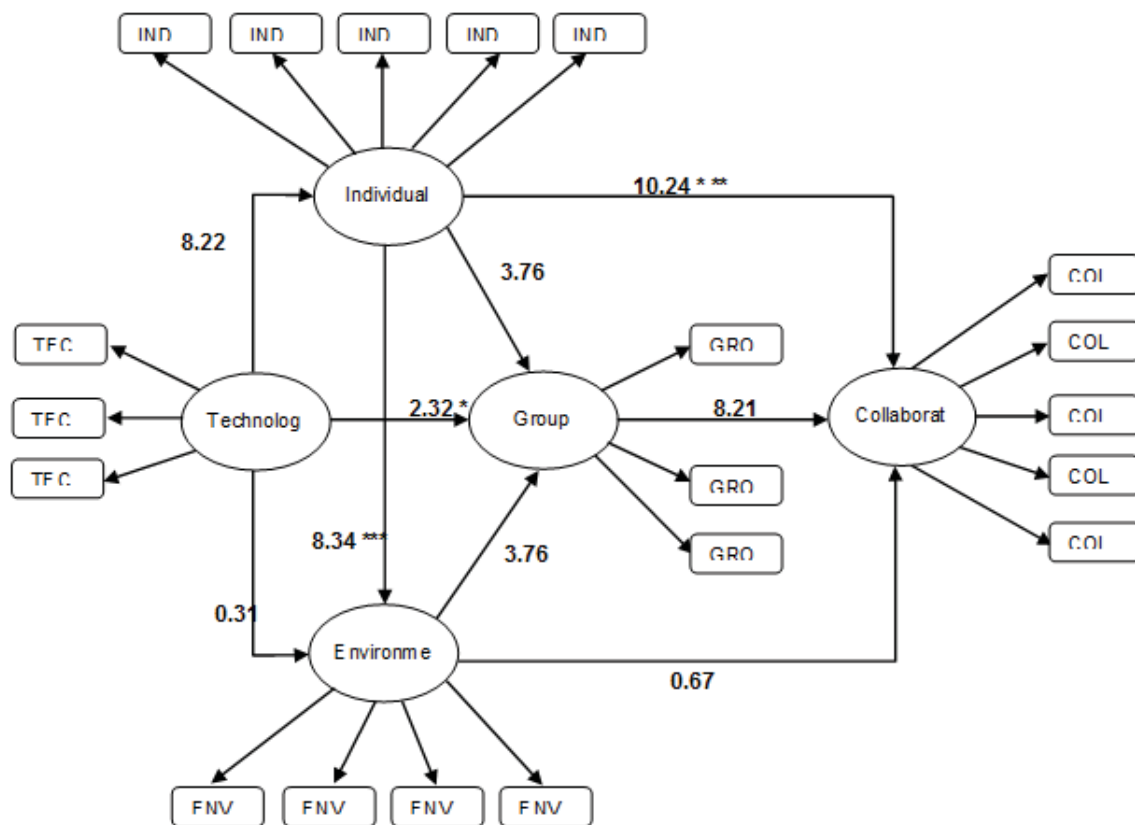 IND IND IND IND IND
Individual
10.24 * **
8.22
3.76
COL
TEC
GRO
COL
Technolog
2.32 *
Group
8.21
Collaborat
COL
TEC
TEC
GRO
COL
8.34 ***
3.76
GRO
COL
0.31
Environme
0.67
ENV ENV ENV ENV